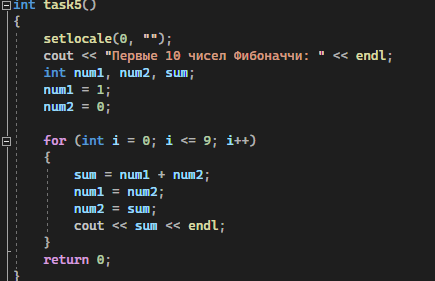 int task5()
{
setlocale(0, "");
cout << "Первые 10 чисел Фибоначчи: " << endl;
int num1, num2, sum;
num1 = 1;
num2 = 0;
for (int i = 0; i <= 9; i++)
{
sum = num1 + num2;
num1 = num2;
num2 = sum;
cout << sum << endl;
}
return 0;
}